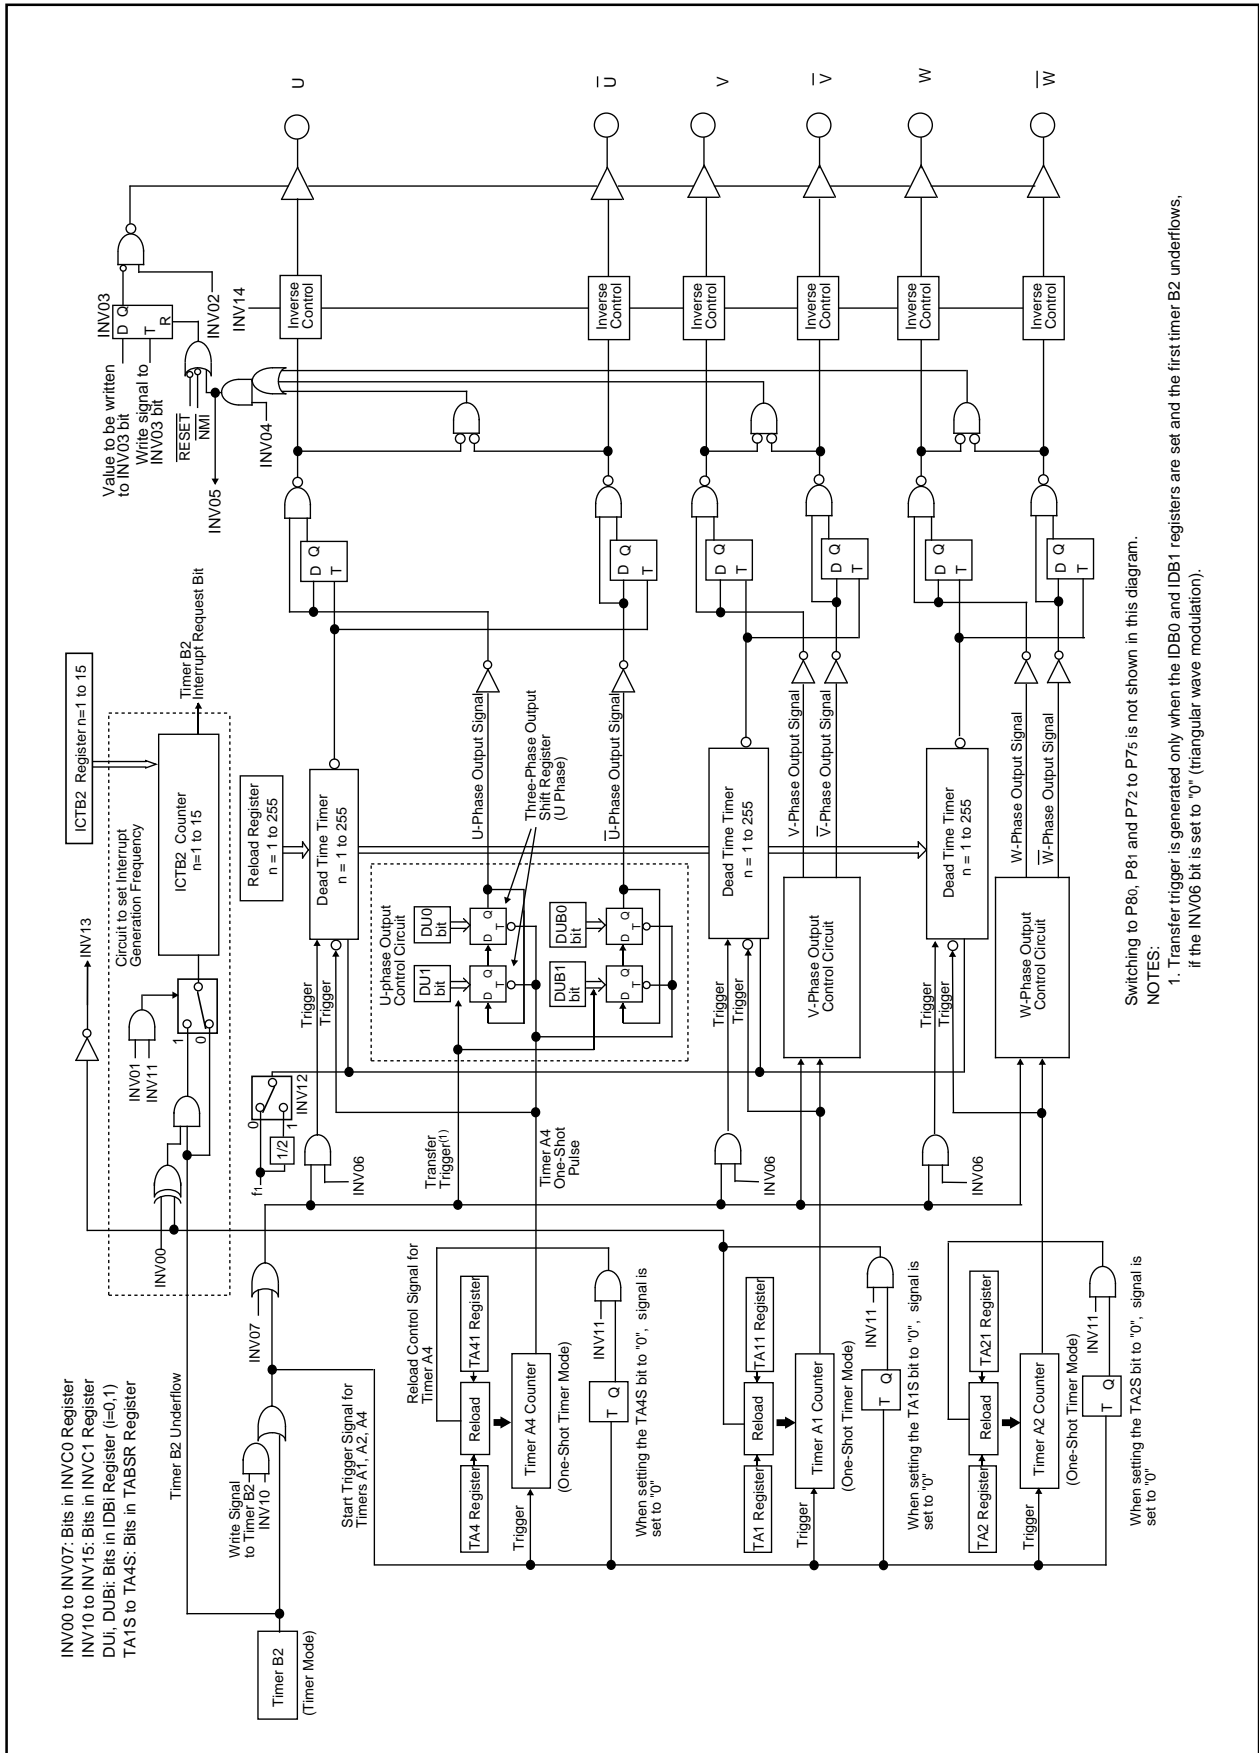 INV00 to INV07: Bits in INVC0 Register
INV10 to INV15: Bits in INVC1 Register
DUi, DUBi: Bits in IDBi Register (i=0,1)
TA1S to TA4S: Bits in TABSR Register
Timer B2
(Timer Mode)
Timer B2 Underflow
Write Signal
to Timer B2
INV10
Start Trigger Signal for
Timers A1, A2, A4
INV07
INV00
Circuit to set Interrupt
Generation Frequency
INV01
INV11
1
0
ICTB2 Register n=1 to 15
ICTB2 Counter
n=1 to 15
Timer B2
Interrupt Request Bit
INV13
Value to be written
to INV03 bit
Write signal to
INV03 bit
INV03
D Q
T
R
RESET
NMI
INV04
INV05
INV02
INV14
f1
1/2
0
1
INV12
INV06
Trigger
Trigger
Reload Register
n = 1 to 255
Dead Time Timer
n = 1 to 255
D Q
T
Inverse
Control
U
Reload Control Signal for
Timer A4
TA4 Register
Reload
TA41 Register
Trigger
Timer A4 Counter
(One-Shot Timer Mode)
T Q
INV11
When setting the TA4S bit to "0", signal is
set to "0"
Transfer
Trigger(1)
Timer A4
One-Shot
Pulse
U-phase Output
Control Circuit
DU1
bit
DU0
bit
D Q
T
D Q
T
DUB1
bit
DUB0
bit
D Q
T
D Q
T
U-Phase Output Signal
Three-Phase Output
Shift Register
(U Phase)
U̅-Phase Output Signal
D Q
T
Inverse
Control
U̅
TA1 Register
Reload
TA11 Register
Trigger
Timer A1 Counter
(One-Shot Timer Mode)
T Q
INV11
When setting the TA1S bit to "0", signal is
set to "0"
INV06
Trigger
Trigger
Dead Time Timer
n = 1 to 255
V-Phase Output
Control Circuit
V-Phase Output Signal
V̅-Phase Output Signal
D Q
T
D Q
T
Inverse
Control
V
Inverse
Control
V̅
TA2 Register
Reload
TA21 Register
Trigger
Timer A2 Counter
(One-Shot Timer Mode)
T Q
INV11
When setting the TA2S bit to "0", signal is
set to "0"
INV06
Trigger
Trigger
Dead Time Timer
n = 1 to 255
W-Phase Output
Control Circuit
W-Phase Output Signal
W̅-Phase Output Signal
D Q
T
D Q
T
Inverse
Control
W
Inverse
Control
W̅
Switching to P80, P81 and P72 to P75 is not shown in this diagram.
NOTES:
1. Transfer trigger is generated only when the IDB0 and IDB1 registers are set and the first timer B2 underflows,
if the INV06 bit is set to "0" (triangular wave modulation).